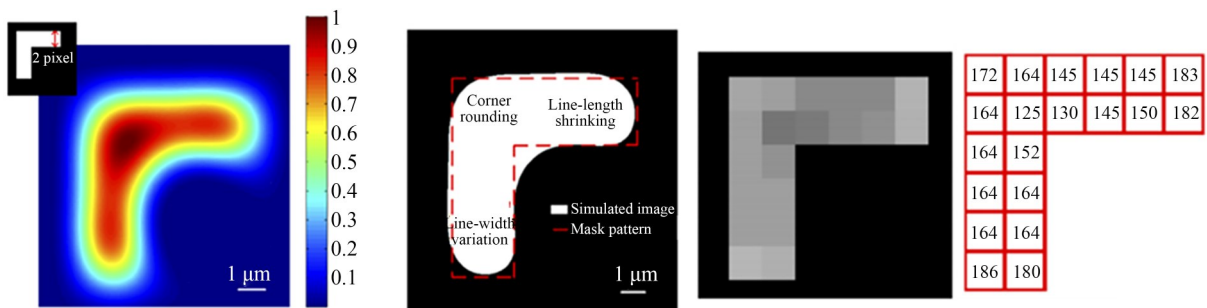 2 pixel
1 μm
1
0.9
0.8
0.7
0.6
0.5
0.4
0.3
0.2
0.1
Corner
rounding
Line-length
shrinking
Simulated image
Mask pattern
Line-width
variation
1 μm
172 164 145 145 145 183
164 125 130 145 150 182
164 152
164 164
164 164
186 180